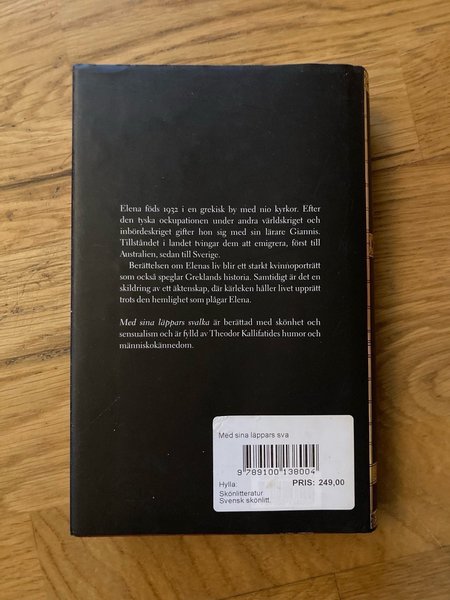 Elena föds 1932 i en grekisk by med nio kyrkor. Efter
den tyska ockupationen under andra världskriget och
inbördeskriget gifter hon sig med sin lärare Giannis.
Tillståndet i landet tvingar dem att emigrera, först till
Australien, sedan till Sverige.
Berättelsen om Elenas liv blir ett starkt kvinnoporträtt
som också speglar Greklands historia. Samtidigt är det en
skildring av ett äktenskap, där kärleken håller livet upprätt
trots den hemlighet som plågar Elena.
Med sina läppars svalka är berättad med skönhet och
sensualism och är fylld av Theodor Kallifatides humor och
människokännedom.
Med sina läppars sva
9 789100 138004
Hylla: PRIS: 249,00
Skönlitteratur
Svensk skönlitt.